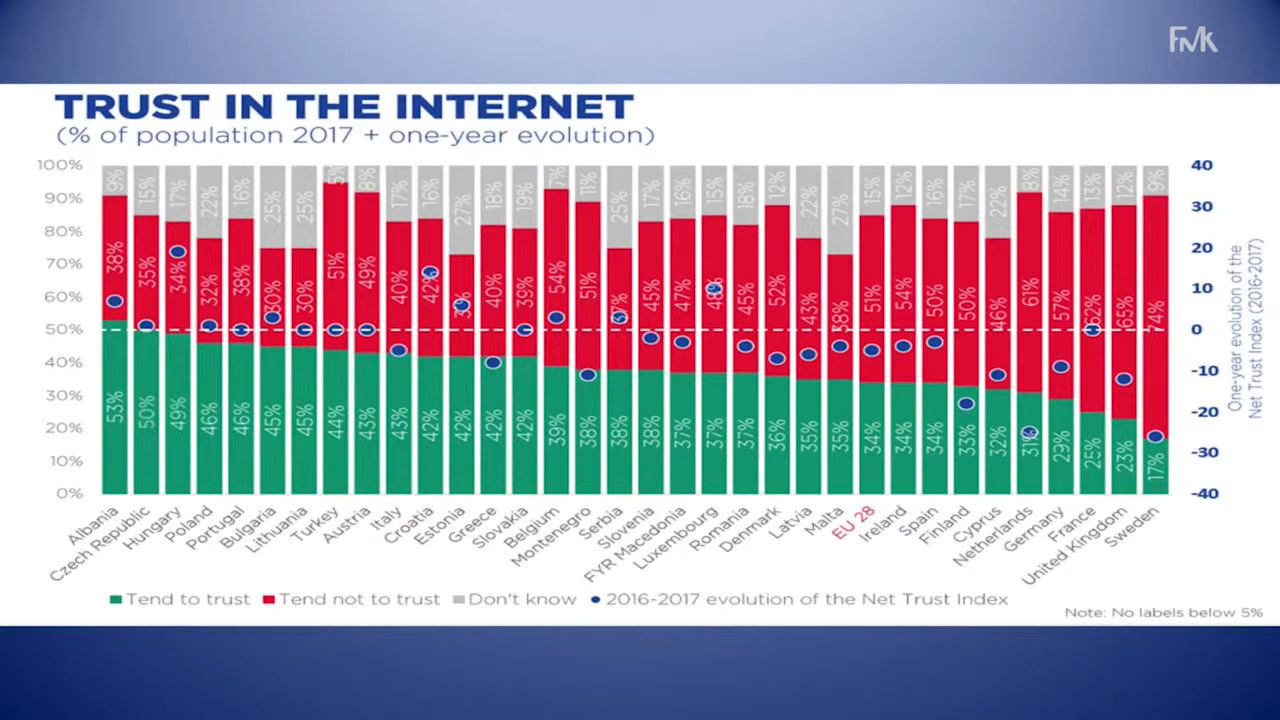 FMK
TRUST IN THE INTERNET
(% of population 2017 + one-year evolution)
100%
90%
80%
70%
60%
50%
40%
30%
20%
10%
0%
9% 15% 17% 22% 16% 25% 25% 5% 8% 17% 16% 27% 18% 19% 7% 11% 25% 17% 16% 15% 18% 12% 22% 27% 15% 12% 16% 17% 22% 8% 14% 13% 12% 9%
38% 35% 34% 32% 38% 30% 30% 51% 49% 40% 42% 40% 39% 54% 51% 45% 47% 48% 45% 52% 43% 38% 51% 54% 50% 50% 46% 61% 57% 62% 65% 74%
53% 50% 49% 46% 46% 45% 45% 44% 43% 43% 42% 42% 42% 42% 39% 38% 38% 38% 37% 37% 37% 36% 35% 35% 34% 34% 34% 33% 32% 31% 29% 25% 23% 17%
40
30
20
10
0
-10
-20
-30
-40
One-year evolution of the
Net Trust Index (2016-2017)
Albania
Czech Republic
Hungary
Poland
Portugal
Bulgaria
Lithuania
Turkey
Austria
Italy
Croatia
Estonia
Greece
Slovakia
Belgium
Montenegro
Serbia
Slovenia
FYR Macedonia
Luxembourg
Romania
Denmark
Latvia
Malta
EU 28
Ireland
Spain
Finland
Cyprus
Netherlands
Germany
France
United Kingdom
Sweden
Tend to trust Tend not to trust Don't know 2016-2017 evolution of the Net Trust Index
Note: No labels below 5%